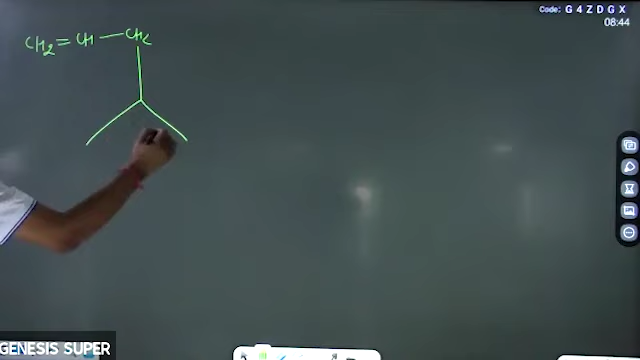 Code: G 4 Z D G X
08:44
CH₂=CH—CH₂
GENESIS SUPER